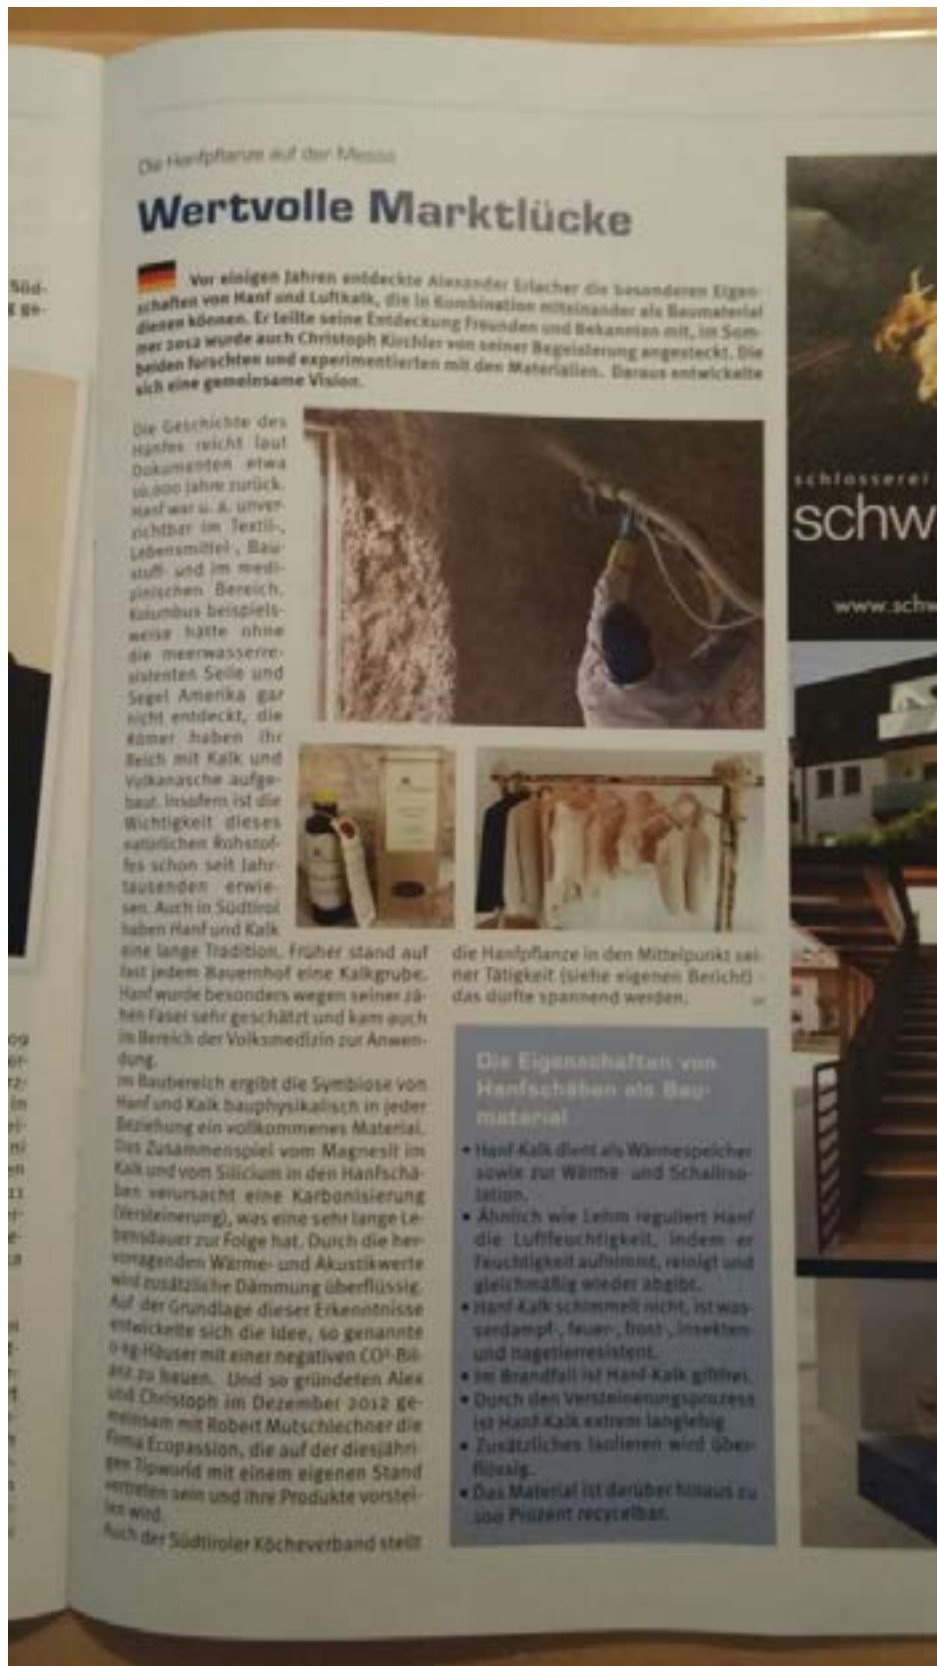 Süd-
g ge-
Die Hanfpflanze auf der Messe
Wertvolle Marktlücke
Vor einigen Jahren entdeckte Alexander Erlacher die besonderen Eigen-
schaften von Hanf und Luftkalk, die in Kombination miteinander als Baumaterial
dienen können. Er teilte seine Entdeckung Freunden und Bekannten mit, im Som-
mer 2012 wurde auch Christoph Kirchler von seiner Begeisterung angesteckt. Die
beiden forschten und experimentierten mit den Materialien. Daraus entwickelte
sich eine gemeinsame Vision.
Die Geschichte des
Hanfes reicht laut
Dokumenten etwa
10.000 Jahre zurück.
Hanf war u. a. unver-
zichtbar im Textil-,
Lebensmittel-, Bau-
stoff- und im medi-
zinischen Bereich.
Kolumbus beispiels-
weise hätte ohne
die meerwasserre-
sistenten Seile und
Segel Amerika gar
nicht entdeckt, die
Römer haben ihr
Reich mit Kalk und
Vulkanasche aufge-
baut. Insofern ist die
Wichtigkeit dieses
natürlichen Rohstof-
fes schon seit Jahr-
tausenden erwie-
sen. Auch in Südtirol
haben Hanf und Kalk
eine lange Tradition. Früher stand auf
fast jedem Bauernhof eine Kalkgrube.
Hanf wurde besonders wegen seiner zä-
hen Faser sehr geschätzt und kam auch
im Bereich der Volksmedizin zur Anwen-
dung.
Im Baubereich ergibt die Symbiose von
Hanf und Kalk bauphysikalisch in jeder
Beziehung ein vollkommenes Material.
Das Zusammenspiel vom Magnesit im
Kalk und vom Silicium in den Hanfschä-
ben verursacht eine Karbonisierung
(Versteinerung), was eine sehr lange Le-
bensdauer zur Folge hat. Durch die her-
vorragenden Wärme- und Akustikwerte
wird zusätzliche Dämmung überflüssig.
Auf der Grundlage dieser Erkenntnisse
entwickelte sich die Idee, so genannte
0-kg-Häuser mit einer negativen CO²-Bil-
anz zu bauen. Und so gründeten Alex
und Christoph im Dezember 2012 ge-
meinsam mit Robert Mutschlechner die
Firma Ecopassion, die auf der diesjähri-
gen Tipworld mit einem eigenen Stand
vertreten sein und ihre Produkte vorstel-
len wird.
Auch der Südtiroler Köcheverband stellt
die Hanfpflanze in den Mittelpunkt sei-
ner Tätigkeit (siehe eigenen Bericht) -
das dürfte spannend werden.
Die Eigenschaften von
Hanfschäben als Bau-
material
• Hanf-Kalk dient als Wärmespeicher
sowie zur Wärme- und Schalliso-
lation.
• Ähnlich wie Lehm reguliert Hanf
die Luftfeuchtigkeit, indem er
Feuchtigkeit aufnimmt, reinigt und
gleichmäßig wieder abgibt.
• Hanf-Kalk schimmelt nicht, ist was-
serdampf-, feuer-, frost-, insekten-
und nagetierresistent.
• Im Brandfall ist Hanf-Kalk giftfrei.
• Durch den Versteinerungsprozess
ist Hanf-Kalk extrem langlebig
• Zusätzliches Isolieren wird über-
flüssig.
• Das Material ist darüber hinaus zu
100 Prozent recycelbar.
schlosserei
schw
www.schw